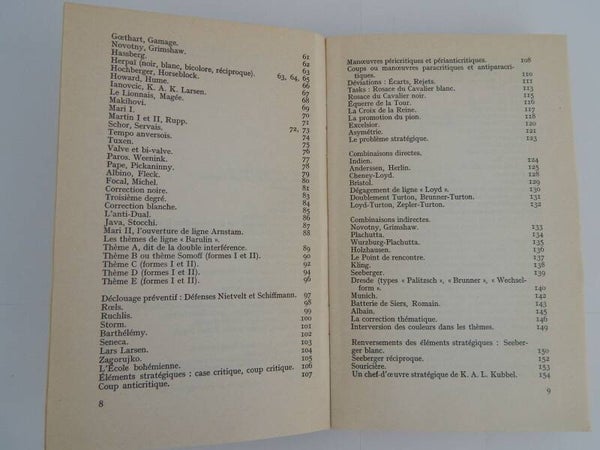 Gœthart, Gamage.
Novotny, Grimshaw.
Hassberg. 61
Herpaï (noir, blanc, bicolore, réciproque). 62
Hochberger, Horseblock. 63, 64, 65
Howard, Hume. 66
Ianovcic, K. A. K. Larsen. 67
Le Lionnais, Magée. 68
Makihovi. 69
Mari I. 70
Martin I et II, Rupp. 71
Schor, Servais. 72, 73
Tempo anversois. 74
Tuxen. 75
Valve et bi-valve. 76
Paros. Weenink. 77
Pape, Pickaninny. 78
Albino, Fleck. 79
Focal, Michel. 80
Correction noire. 81
Troisième degré. 83
Correction blanche. 84
L'anti-Dual. 85
Java, Stocchi. 86
Mari II, l'ouverture de ligne Arnstam. 87
Les thèmes de ligne « Barulin ». 88
Thème A, dit de la double interférence. 89
Thème B ou thème Somoff (formes I et II). 90
Thème C (formes I et II). 92
Thème D (formes I et II). 94
Thème E (formes I et II). 96
Déclouage préventif : Défenses Nietvelt et Schiffmann. 97
Rœls. 98
Ruchlis. 99
Storm. 100
Barthélémy. 101
Seneca. 102
Lars Larsen. 103
Zagorujko. 104
L'École bohémienne. 105
Éléments stratégiques : case critique, coup critique. 106
Coup anticritique. 107
8
Manœuvres péricritiques et périanticritiques. 108
Coups ou manœuvres paracritiques et antiparacri-
tiques. 110
Déviations : Écarts, Rejets. 111
Tasks : Rosace du Cavalier blanc. 113
Rosace du Cavalier noir. 115
Équerre de la Tour. 116
La Croix de la Reine. 117
La promotion du pion. 118
Excelsior. 120
Asymétrie. 121
Le problème stratégique. 123
Combinaisons directes.
Indien. 124
Anderssen, Herlin. 125
Cheney-Loyd. 128
Bristol. 129
Dégagement de ligne « Loyd ». 130
Doublement Turton, Brunner-Turton. 131
Loyd-Turton, Zepler-Turton. 132
Combinaisons indirectes.
Novotny, Grimshaw. 133
Plachutta. 134
Wurzburg-Plachutta. 135
Holzhausen. 136
Le Point de rencontre. 137
Kling. 138
Seeberger. 139
Dresde (types « Palitzsch », « Brunner », « Wechsel-
form ». 140
Munich. 141
Batterie de Siers, Romain. 143
Albain. 145
La correction thématique. 146
Interversion des couleurs dans les thèmes. 149
Renversements des éléments stratégiques : Seeber-
ger blanc. 150
Seeberger réciproque. 152
Souricière. 153
Un chef-d'œuvre stratégique de K. A. L. Kubbel. 154
9